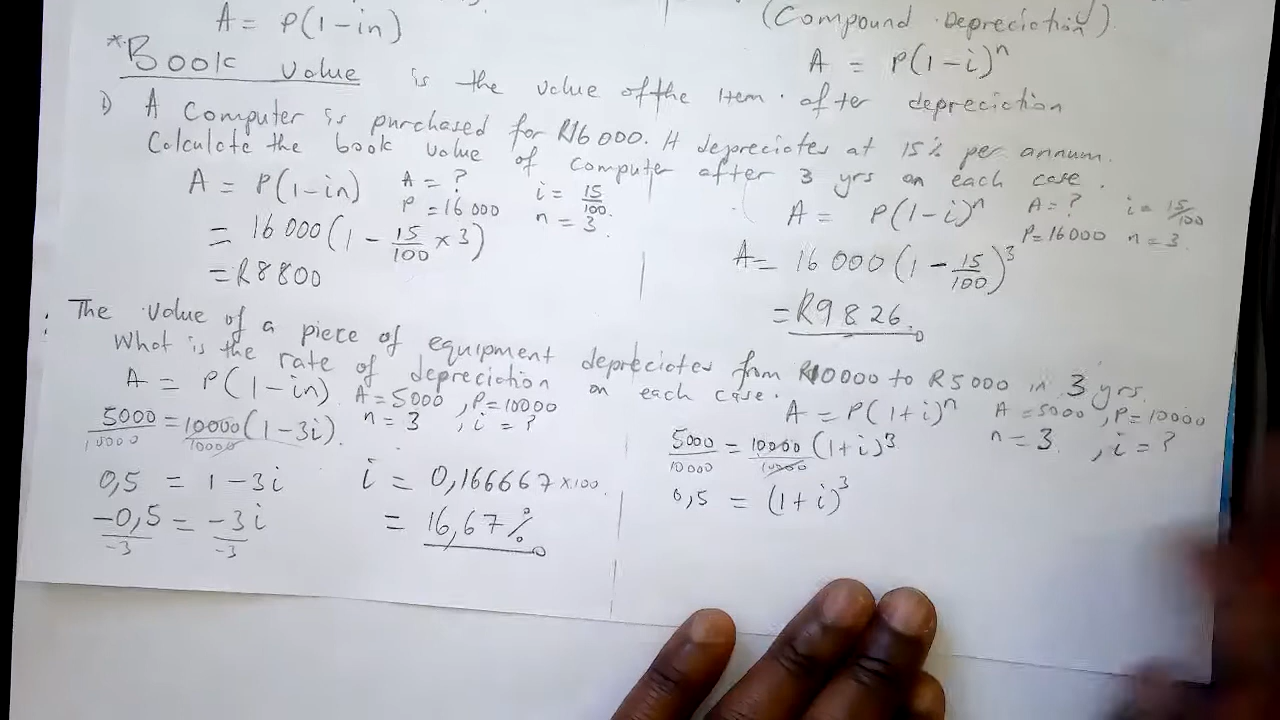 A = P(1-in)
(Compound Depreciation)
A = P(1-i)^n
*Book value is the value of the item after depreciation
1) A Computer is purchased for R16 000. It depreciates at 15% per annum.
Calculate the book value of computer after 3 yrs on each case.
A = P(1-in) A = ? i = 15/100
P = 16 000 n = 3
= 16 000(1 - 15/100 × 3)
= R8 800
A = P(1-i)^n A = ? i = 15/100
P = 16000 n = 3
A = 16 000(1 - 15/100)^3
= R9 826.
The value of a piece of equipment depreciates from R10000 to R5000 in 3 yrs.
What is the rate of depreciation on each case.
A = P(1-in) A = 5000, P = 10000
n = 3, i = ?
5000/10000 = 10000/10000(1-3i).
0,5 = 1-3i
-0,5/-3 = -3i/-3
i = 0,166667 ×100.
= 16,67%
A = P(1+i)^n A = 5000, P = 10000
n = 3, i = ?
5000/10000 = 10000/10000(1+i)^3
0,5 = (1+i)^3